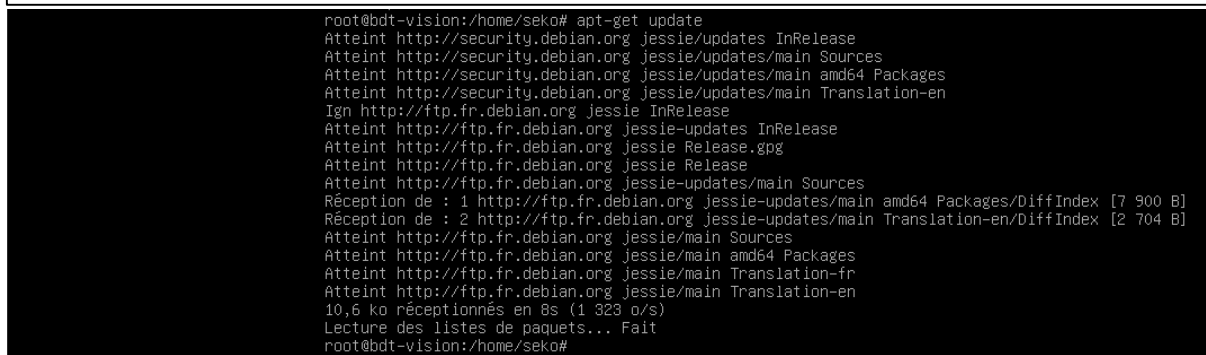 root@bdt-vision:/home/seko# apt-get update
Atteint http://security.debian.org jessie/updates InRelease
Atteint http://security.debian.org jessie/updates/main Sources
Atteint http://security.debian.org jessie/updates/main amd64 Packages
Atteint http://security.debian.org jessie/updates/main Translation-en
Ign http://ftp.fr.debian.org jessie InRelease
Atteint http://ftp.fr.debian.org jessie-updates InRelease
Atteint http://ftp.fr.debian.org jessie Release.gpg
Atteint http://ftp.fr.debian.org jessie Release
Atteint http://ftp.fr.debian.org jessie-updates/main Sources
Réception de : 1 http://ftp.fr.debian.org jessie-updates/main amd64 Packages/DiffIndex [7 900 B]
Réception de : 2 http://ftp.fr.debian.org jessie-updates/main Translation-en/DiffIndex [2 704 B]
Atteint http://ftp.fr.debian.org jessie/main Sources
Atteint http://ftp.fr.debian.org jessie/main amd64 Packages
Atteint http://ftp.fr.debian.org jessie/main Translation-fr
Atteint http://ftp.fr.debian.org jessie/main Translation-en
10,6 ko réceptionnés en 8s (1 323 o/s)
Lecture des listes de paquets... Fait
root@bdt-vision:/home/seko#